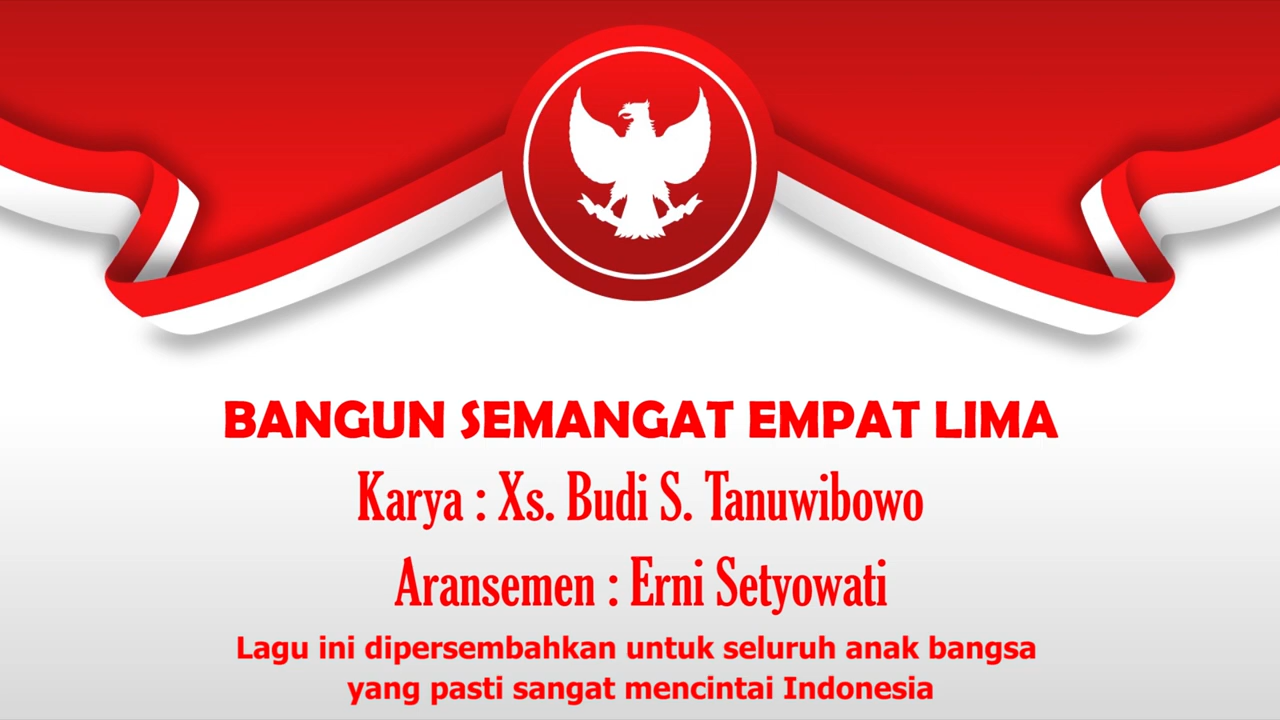 BANGUN SEMANGAT EMPAT LIMA
Karya : Xs. Budi S. Tanuwibowo
Aransemen : Erni Setyowati
Lagu ini dipersembahkan untuk seluruh anak bangsa
yang pasti sangat mencintai Indonesia